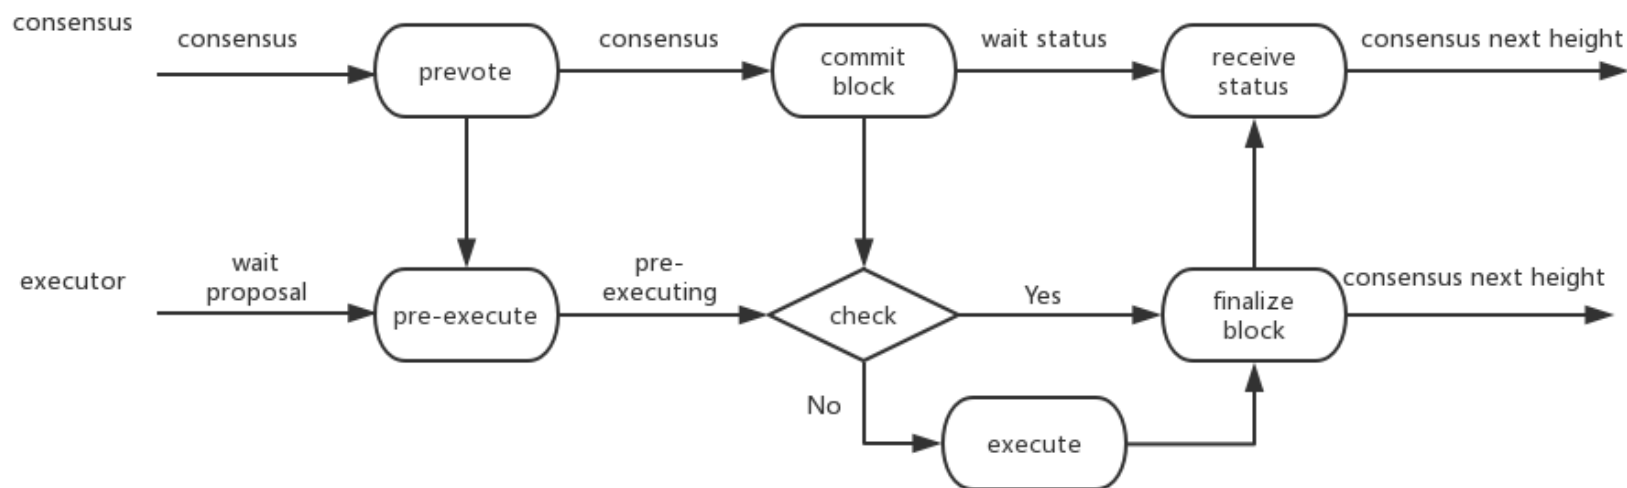 consensus
consensus
prevote
consensus
commit
block
wait status
receive
status
consensus next height
executor
wait
proposal
pre-execute
pre-
executing
check
Yes
finalize
block
consensus next height
No
execute